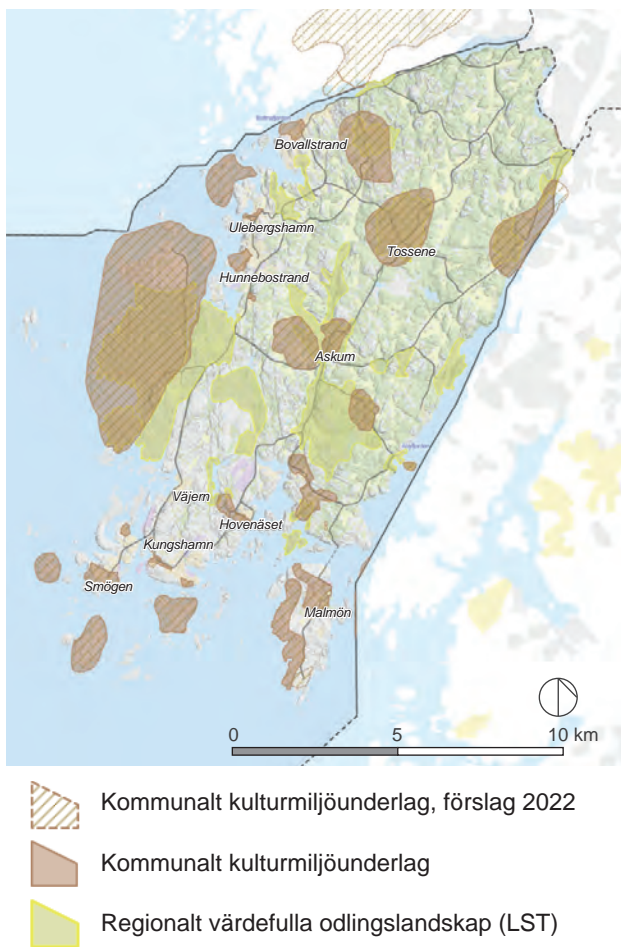 Bovallstrand
Ulebergshamn
Tossene
Hunnebostrand
Askum
Väjern
Hovenäset
Kungshamn
Smögen
Malmön
0 5 10 km
Kommunalt kulturmiljöunderlag, förslag 2022
Kommunalt kulturmiljöunderlag
Regionalt värdefulla odlingslandskap (LST)